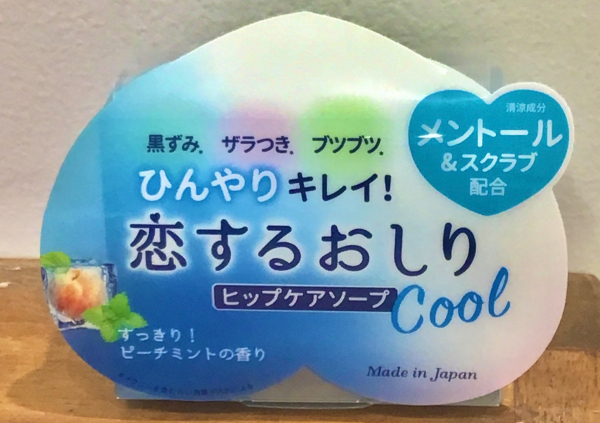 清涼成分
メントール
&スクラブ
配合
黒ずみ、ザラつき、ブツブツ、
ひんやりキレイ!
恋するおしり
ヒップケアソープ
Cool
すっきり!
ピーチミントの香り
Made in Japan